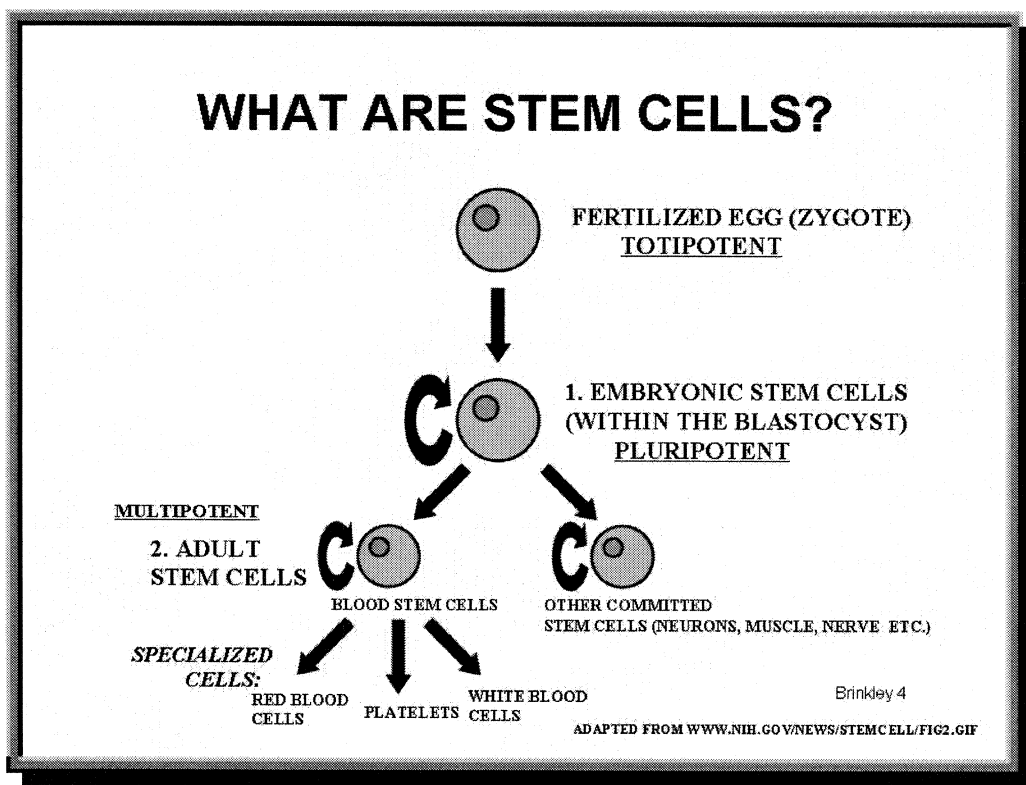 WHAT ARE STEM CELLS?
FERTILIZED EGG (ZYGOTE)
TOTIPOTENT
1. EMBRYONIC STEM CELLS
(WITHIN THE BLASTOCYST)
PLURIPOTENT
MULTIPOTENT
2. ADULT
STEM CELLS
BLOOD STEM CELLS
OTHER COMMITTED
STEM CELLS (NEURONS, MUSCLE, NERVE ETC.)
SPECIALIZED
CELLS:
RED BLOOD
CELLS
PLATELETS
WHITE BLOOD
CELLS
Brinkley 4
ADAPTED FROM WWW.NIH.GOV/NEWS/STEMCELL/FIG2.GIF